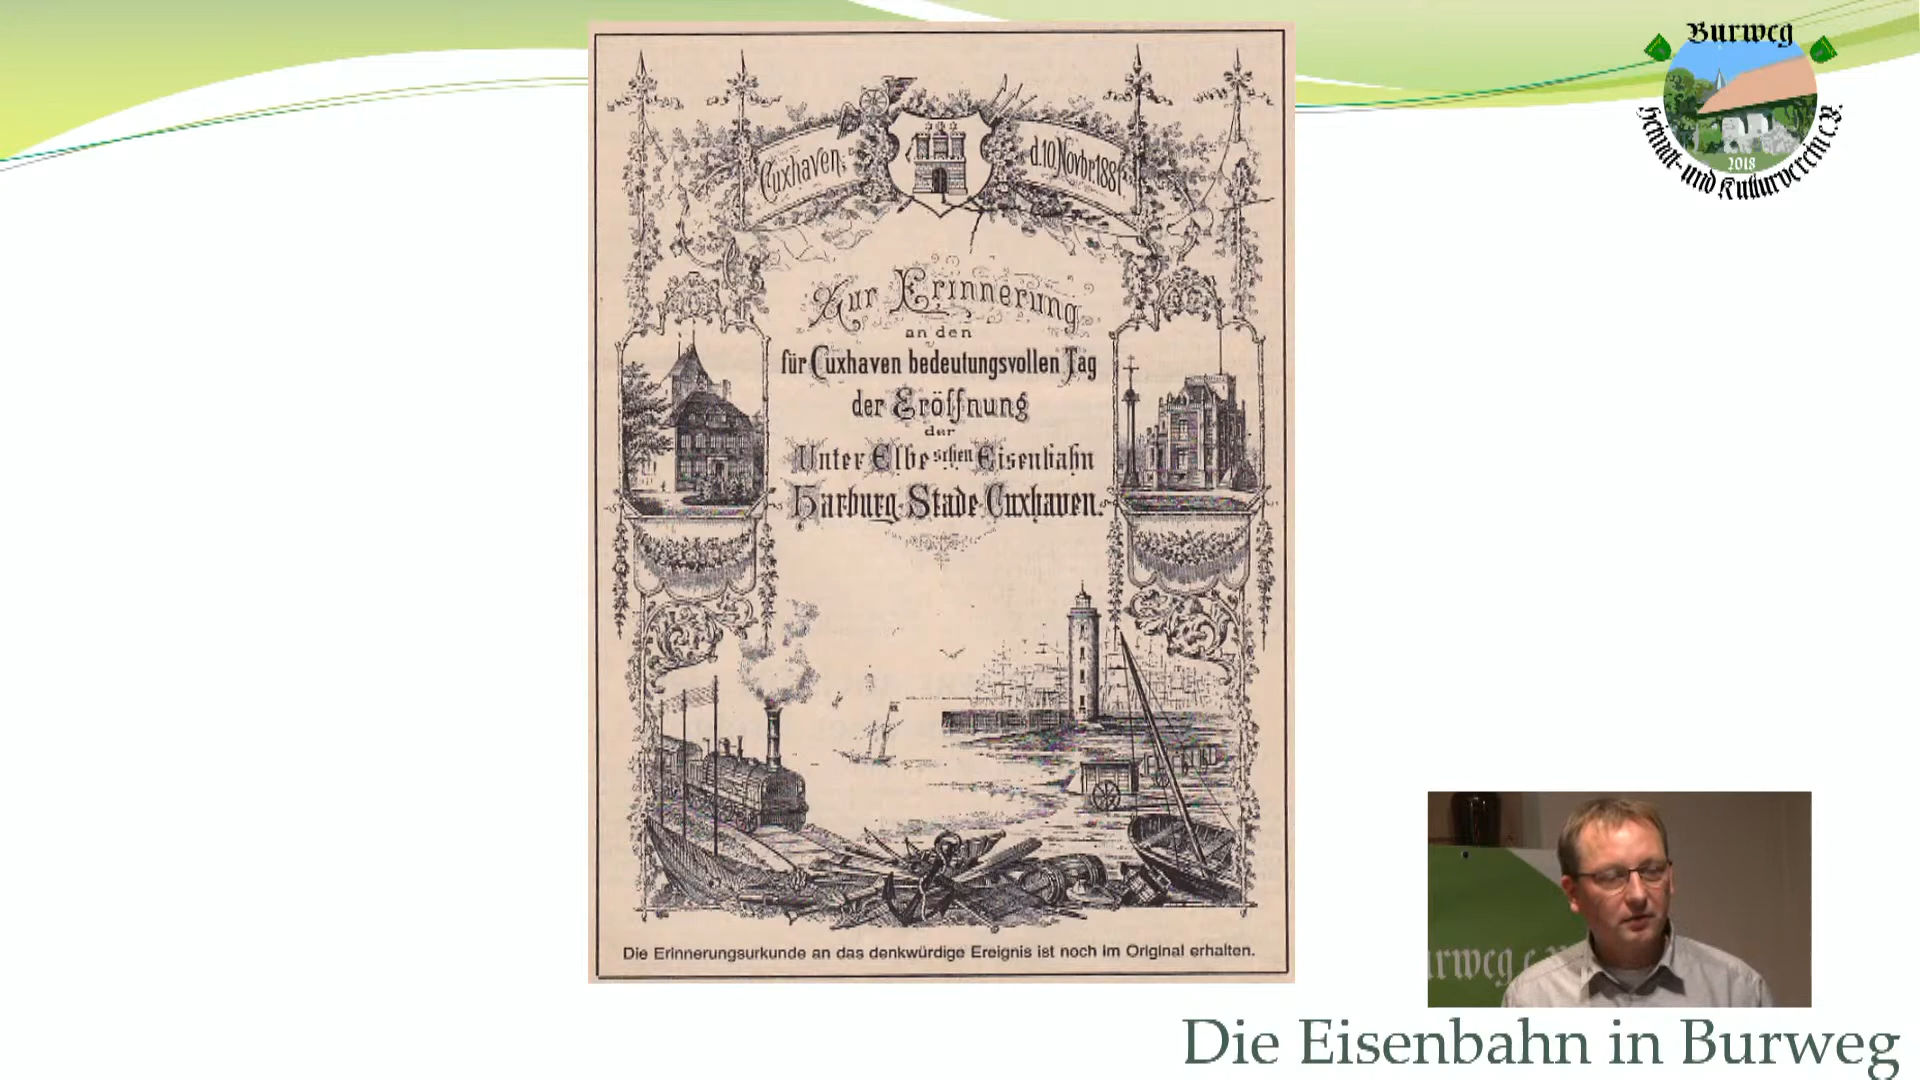 Burweg
Heimat- und Kulturverein e.V.
2018
Cuxhaven, d. 10. Novbr. 1881.
Zur Erinnerung
an den
für Cuxhaven bedeutungsvollen Tag
der Eröffnung
der
Unter Elbe'schen Eisenbahn
Harburg-Stade-Cuxhaven.
Die Erinnerungsurkunde an das denkwürdige Ereignis ist noch im Original erhalten.
urweg e.V
Die Eisenbahn in Burweg